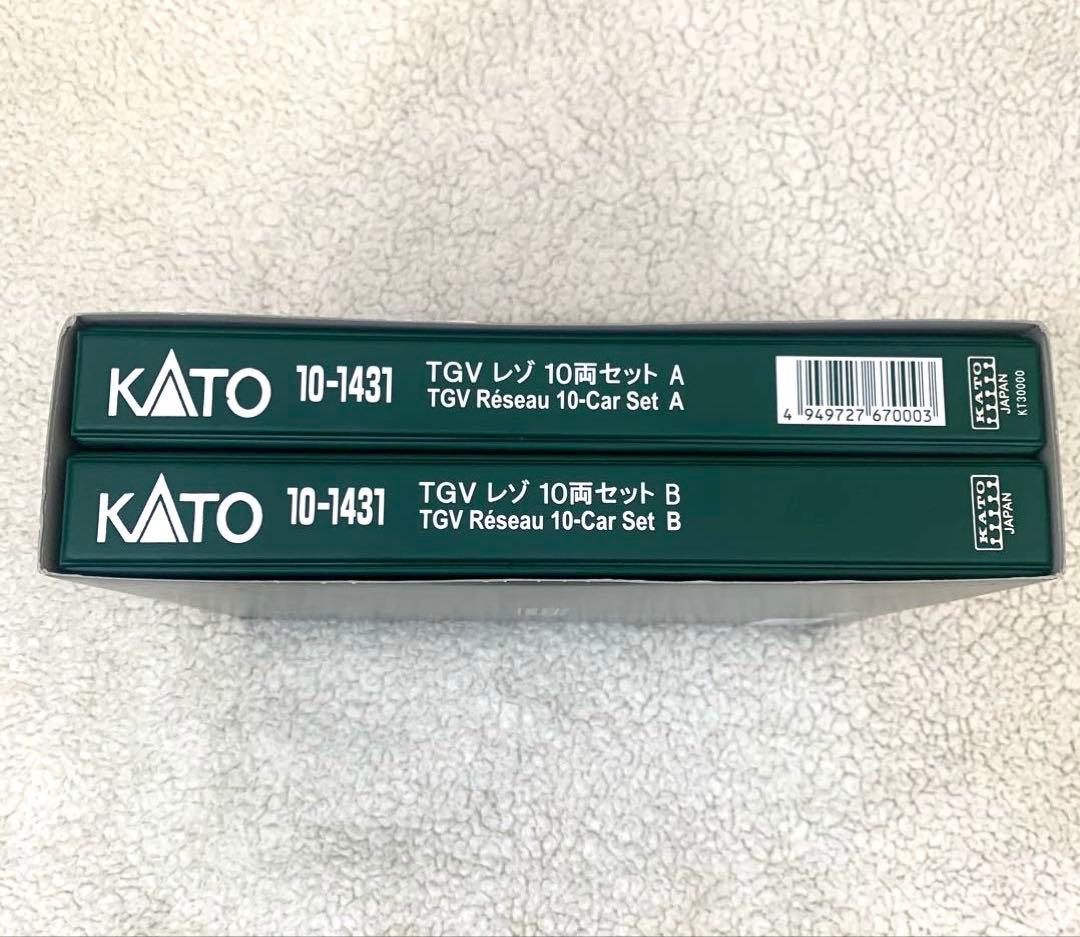 KATO 10-1431 TGV レゾ 10両セット A
TGV Réseau 10-Car Set A
4 949727 670003
KATO
JAPAN
KT30000
KATO 10-1431 TGV レゾ 10両セット B
TGV Réseau 10-Car Set B
KATO
JAPAN